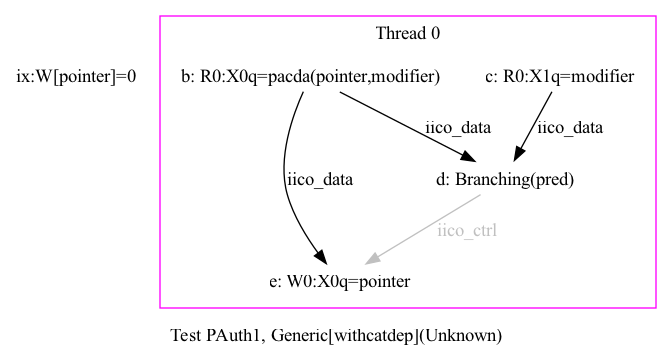 Thread 0
ix:W[pointer]=0
b: R0:X0q=pacda(pointer,modifier)
c: R0:X1q=modifier
iico_data
iico_data
iico_data
d: Branching(pred)
iico_ctrl
e: W0:X0q=pointer
Test PAuth1, Generic[withcatdep](Unknown)